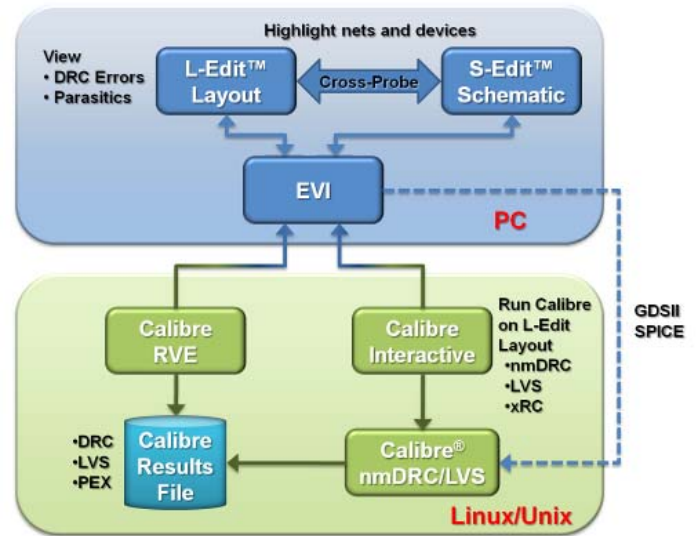 Highlight nets and devices
View
• DRC Errors
• Parasitics
L-Edit™
Layout
Cross-Probe
S-Edit™
Schematic
EVI
PC
GDSII
SPICE
Calibre
RVE
Calibre
Interactive
Run Calibre
on L-Edit
Layout
•nmDRC
•LVS
•xRC
•DRC
•LVS
•PEX
Calibre
Results
File
Calibre®
nmDRC/LVS
Linux/Unix